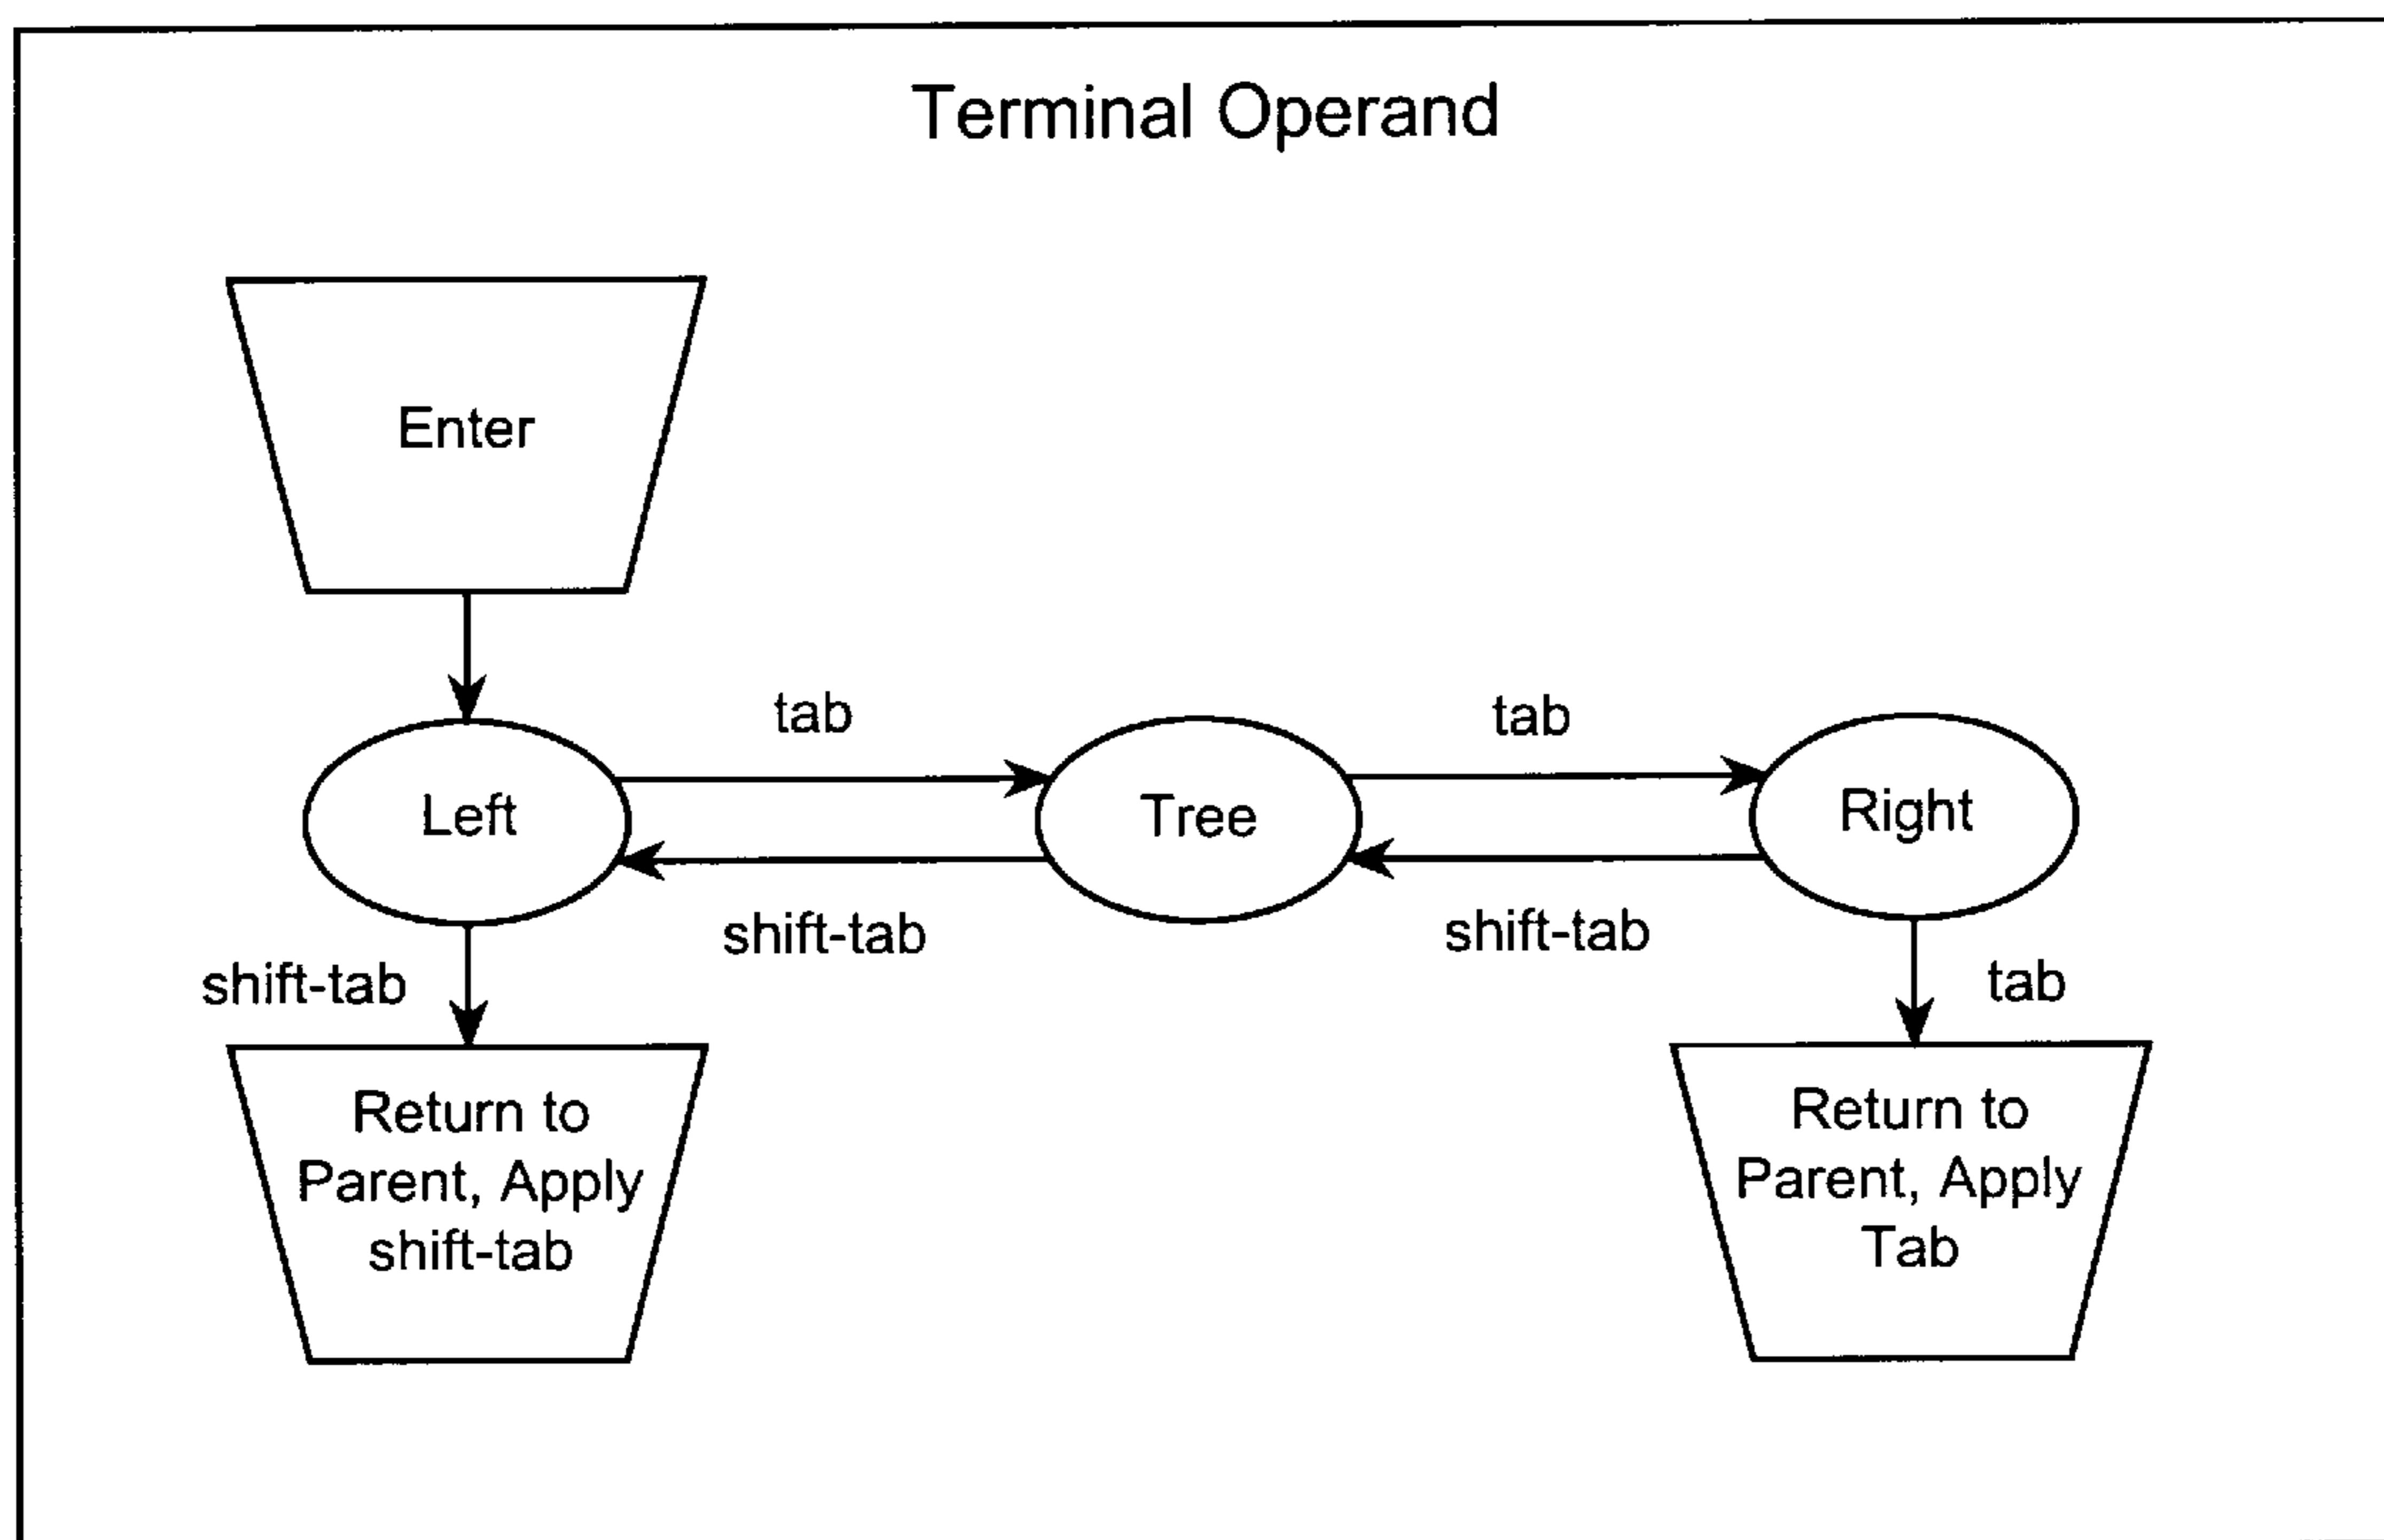 Terminal Operand
Enter
tab
tab
Left
Tree
Right
shift-tab
shift-tab
shift-tab
tab
Return to
Parent, Apply
shift-tab
Return to
Parent, Apply
Tab